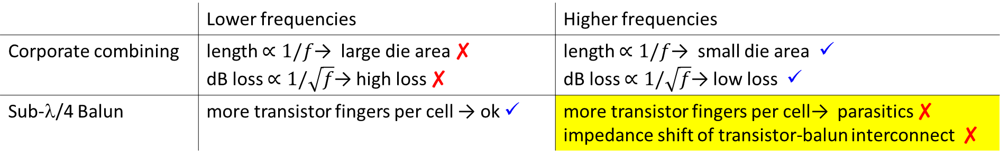 Lower frequencies
Higher frequencies
Corporate combining
length ∝ 1/f→ large die area ✗
dB loss ∝ 1/√f→ high loss ✗
length ∝ 1/f→ small die area ✓
dB loss ∝ 1/√f→ low loss ✓
Sub-λ/4 Balun
more transistor fingers per cell → ok ✓
more transistor fingers per cell→ parasitics ✗
impedance shift of transistor-balun interconnect ✗